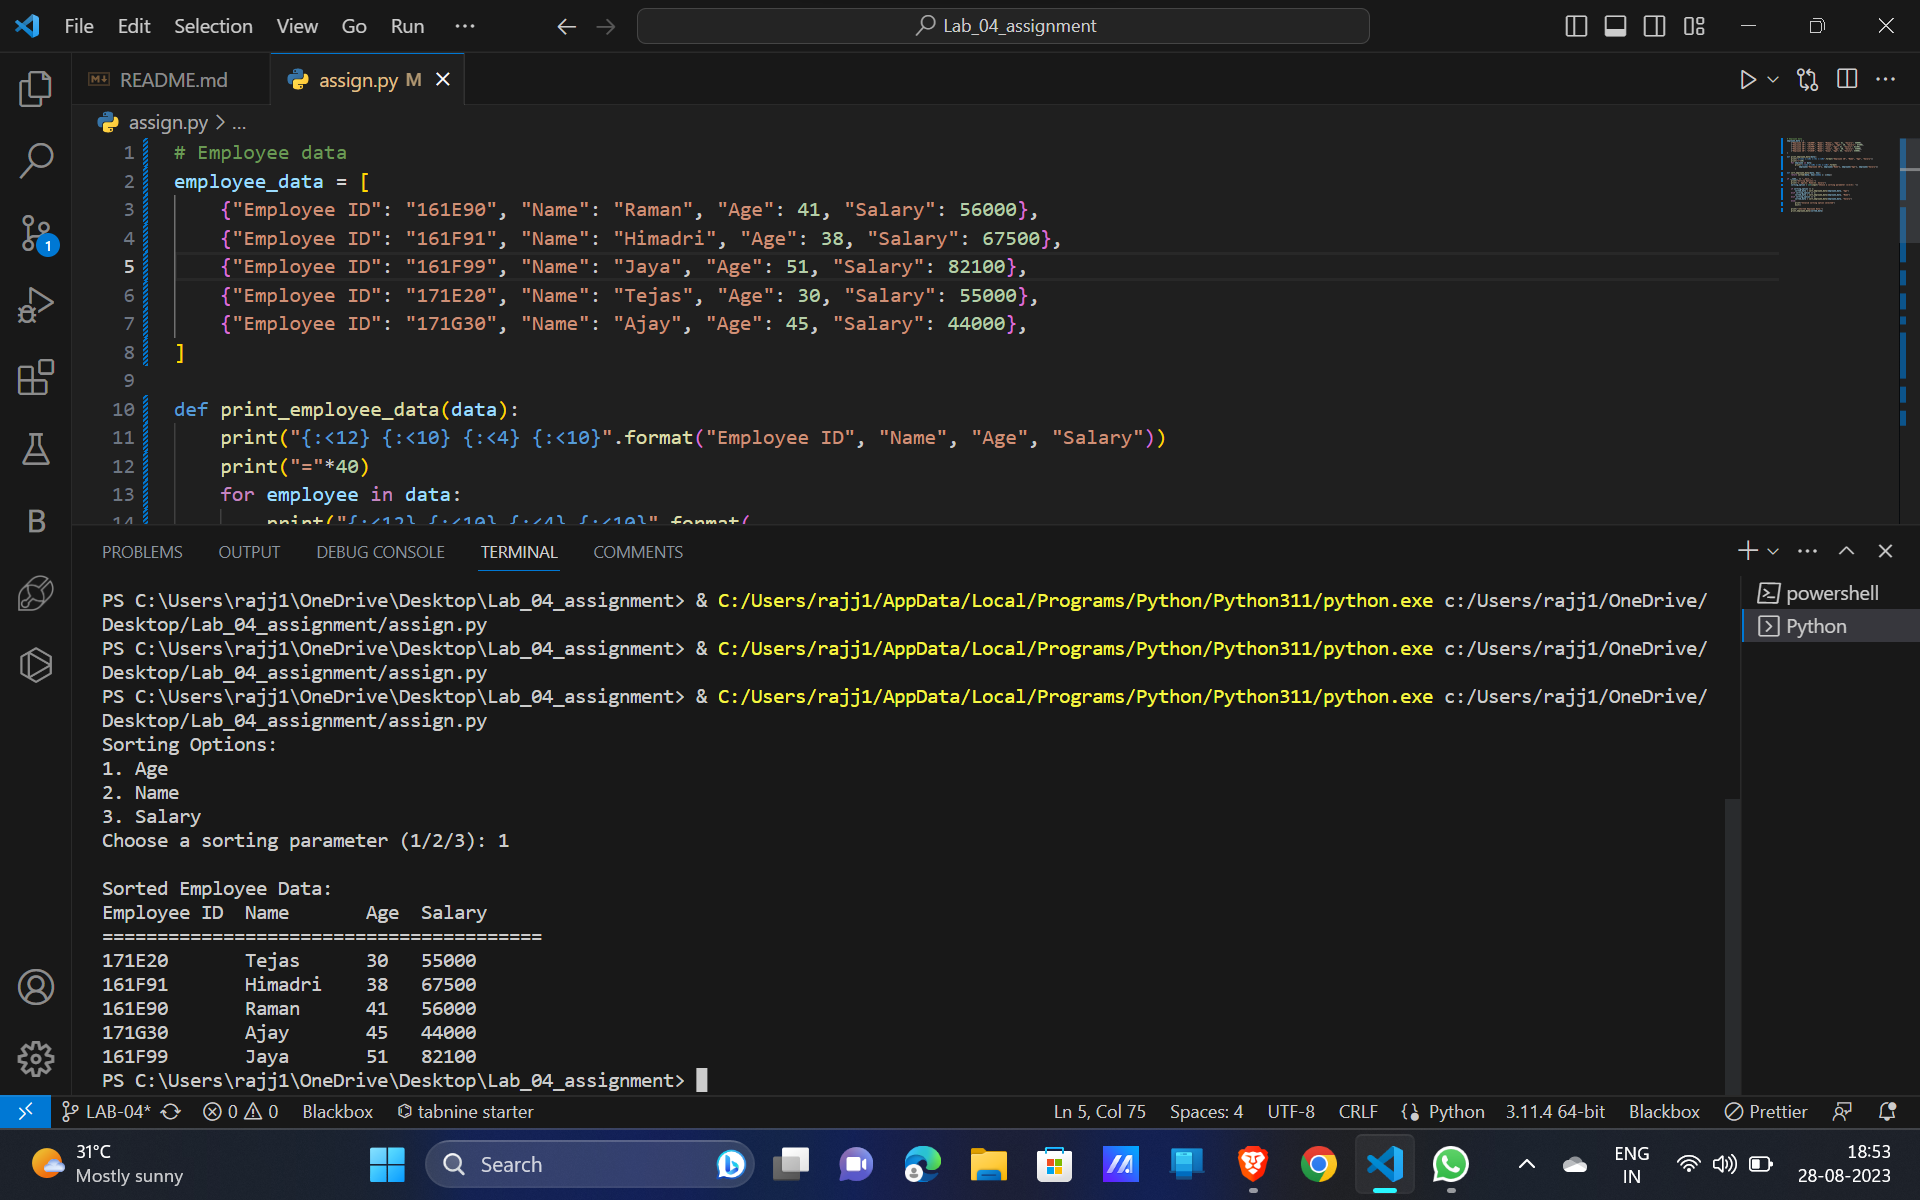 File Edit Selection View Go Run ··· Lab_04_assignment
README.md
assign.py M
assign.py > ...
1 # Employee data
2 employee_data = [
3     {"Employee ID": "161E90", "Name": "Raman", "Age": 41, "Salary": 56000},
4     {"Employee ID": "161F91", "Name": "Himadri", "Age": 38, "Salary": 67500},
5     {"Employee ID": "161F99", "Name": "Jaya", "Age": 51, "Salary": 82100},
6     {"Employee ID": "171E20", "Name": "Tejas", "Age": 30, "Salary": 55000},
7     {"Employee ID": "171G30", "Name": "Ajay", "Age": 45, "Salary": 44000},
8 ]
9
10 def print_employee_data(data):
11     print("{:<12} {:<10} {:<4} {:<10}".format("Employee ID", "Name", "Age", "Salary"))
12     print("="*40)
13     for employee in data:
14         print("{:<12} {:<10} {:<4} {:<10}".format(
1
B
PROBLEMS OUTPUT DEBUG CONSOLE TERMINAL COMMENTS
powershell
Python
PS C:\Users\rajj1\OneDrive\Desktop\Lab_04_assignment> & C:/Users/rajj1/AppData/Local/Programs/Python/Python311/python.exe c:/Users/rajj1/OneDrive/
Desktop/Lab_04_assignment/assign.py
PS C:\Users\rajj1\OneDrive\Desktop\Lab_04_assignment> & C:/Users/rajj1/AppData/Local/Programs/Python/Python311/python.exe c:/Users/rajj1/OneDrive/
Desktop/Lab_04_assignment/assign.py
PS C:\Users\rajj1\OneDrive\Desktop\Lab_04_assignment> & C:/Users/rajj1/AppData/Local/Programs/Python/Python311/python.exe c:/Users/rajj1/OneDrive/
Desktop/Lab_04_assignment/assign.py
Sorting Options:
1. Age
2. Name
3. Salary
Choose a sorting parameter (1/2/3): 1
Sorted Employee Data:
Employee ID  Name       Age  Salary
========================================
171E20       Tejas      30   55000
161F91       Himadri    38   67500
161E90       Raman      41   56000
171G30       Ajay       45   44000
161F99       Jaya       51   82100
PS C:\Users\rajj1\OneDrive\Desktop\Lab_04_assignment>
LAB-04* 0 0 Blackbox tabnine starter Ln 5, Col 75 Spaces: 4 UTF-8 CRLF Python 3.11.4 64-bit Blackbox Prettier
31°C
Mostly sunny
Search
ENG
IN
18:53
28-08-2023